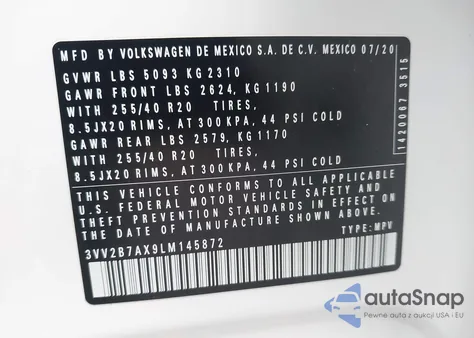 MFD BY VOLKSWAGEN DE MEXICO S.A. DE C.V. MEXICO 07/20
GVWR LBS 5093 KG 2310
GAWR FRONT LBS 2624, KG 1190
WITH 255/40 R20 TIRES,
8.5JX20 RIMS, AT 300 KPA, 44 PSI COLD
GAWR REAR LBS 2579, KG 1170
WITH 255/40 R20 TIRES,
8.5JX20 RIMS, AT 300 KPA, 44 PSI COLD
THIS VEHICLE CONFORMS TO ALL APPLICABLE
U.S. FEDERAL MOTOR VEHICLE SAFETY AND
THEFT PREVENTION STANDARDS IN EFFECT ON
THE DATE OF MANUFACTURE SHOWN ABOVE.
3VV2B7AX9LM145872 TYPE: MPV
1420067 3515
autoSnap
Pewne auta z USA i EU